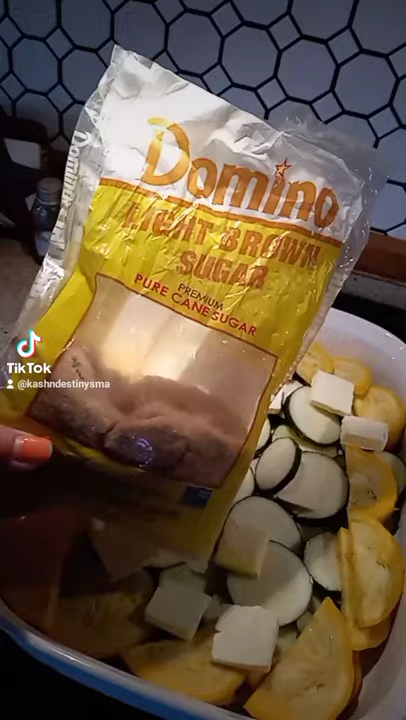 Domino
LIGHT BROWN
SUGAR
PREMIUM
PURE CANE SUGAR
TikTok
@kashndestinysma